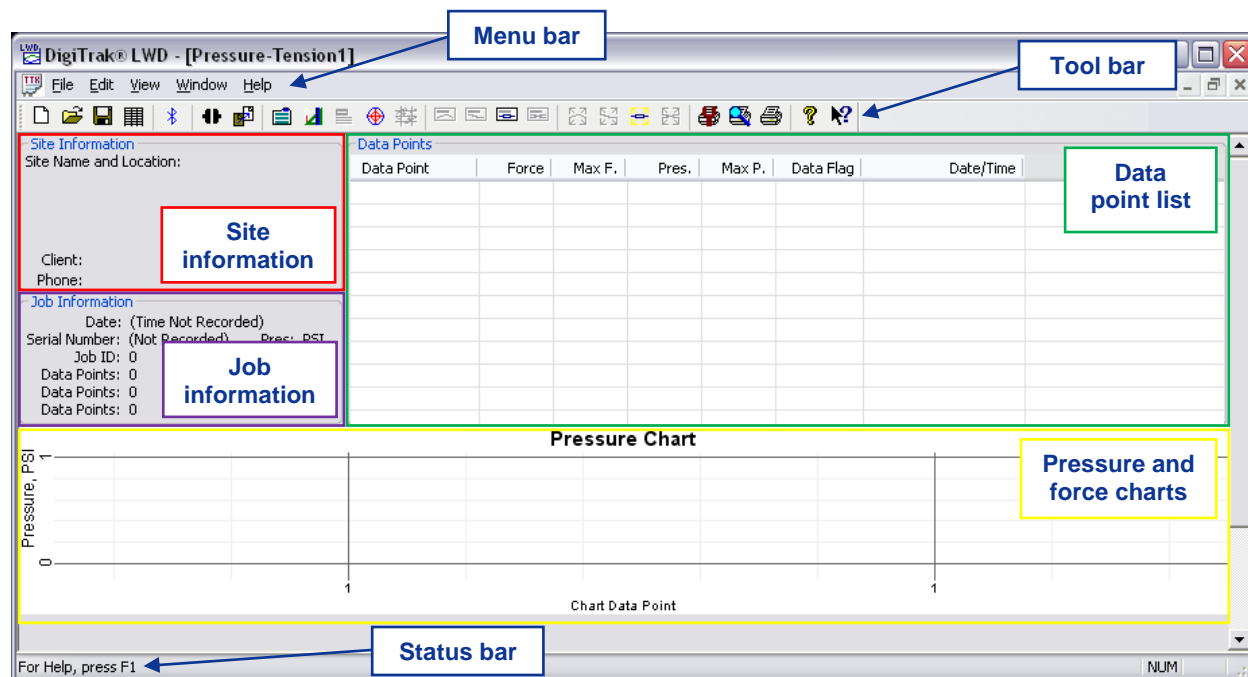 Menu bar
DigiTrak® LWD - [Pressure-Tension1]
Tool bar
File Edit View Window Help
Site Information
Site Name and Location:
Client:
Phone:
Site
information
Data Points
Data Point Force Max F. Pres. Max P. Data Flag Date/Time
Data
point list
Job Information
Date: (Time Not Recorded)
Serial Number: (Not Recorded) Pres: PSI
Job ID: 0
Data Points: 0
Data Points: 0
Data Points: 0
Job
information
Pressure Chart
Pressure, PSI
1
0
1 1
Chart Data Point
Pressure and
force charts
Status bar
For Help, press F1 NUM